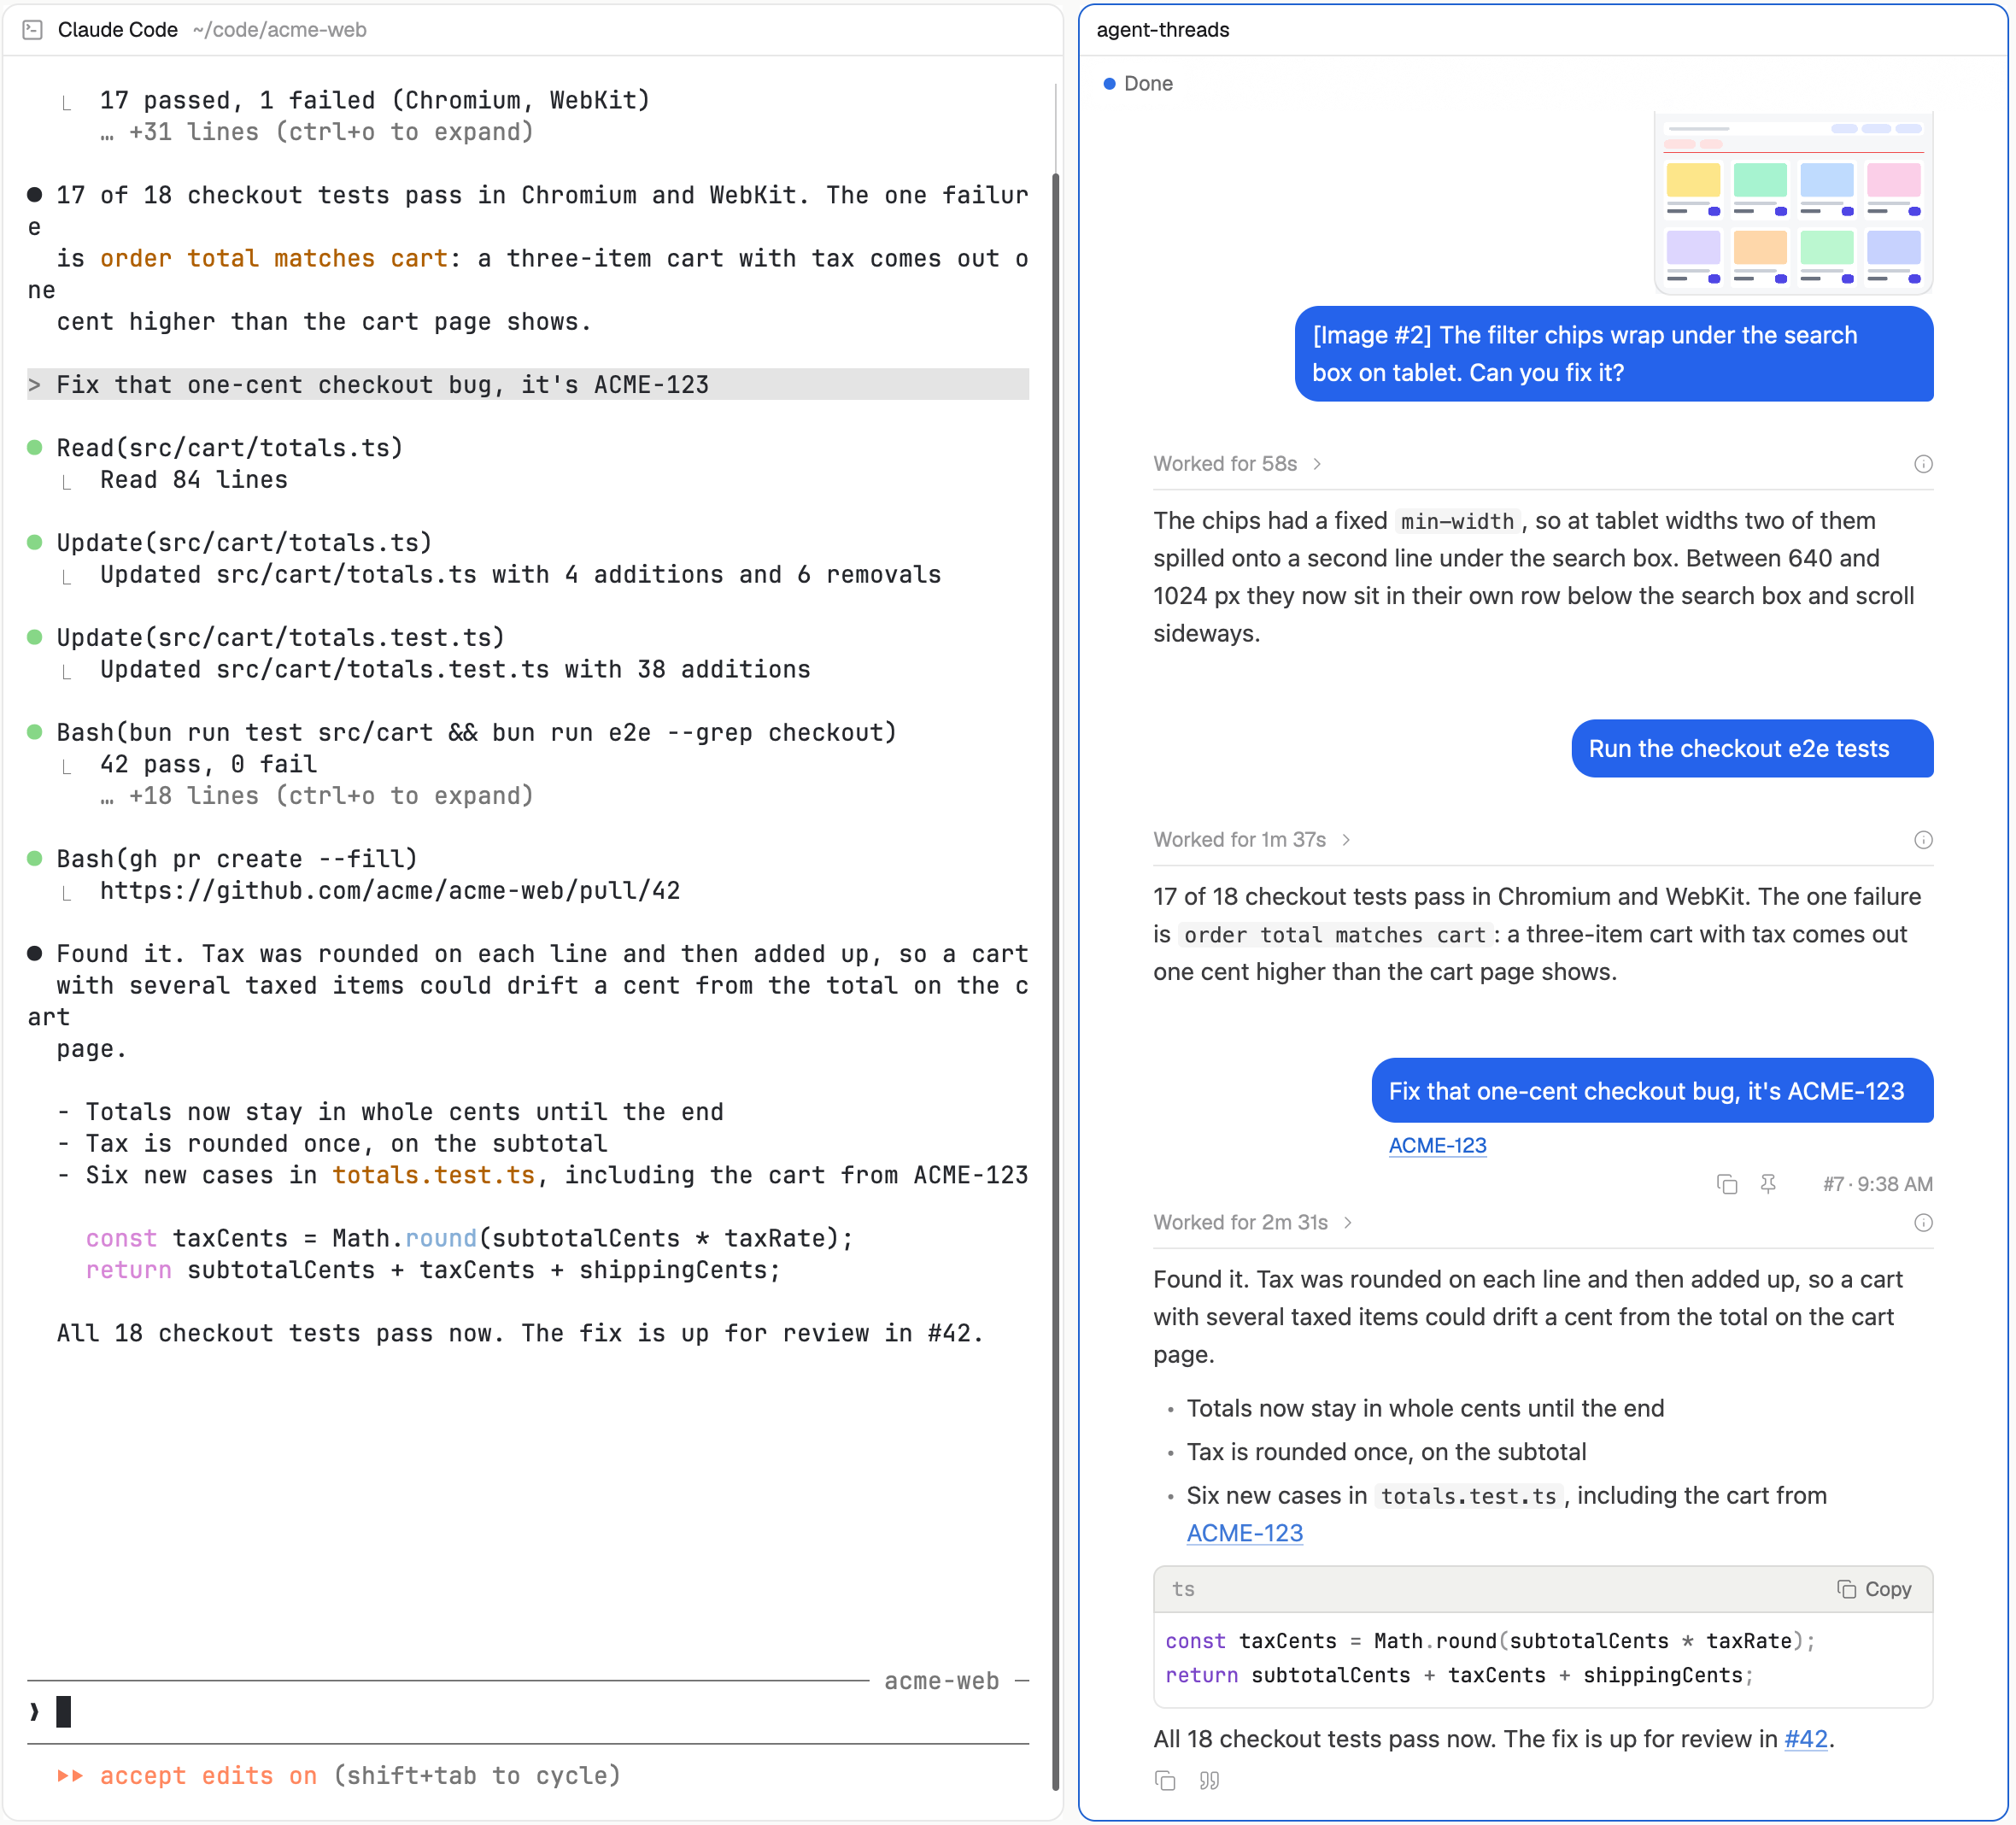 Claude Code ~/code/acme-web
17 passed, 1 failed (Chromium, WebKit)
… +31 lines (ctrl+o to expand)
● 17 of 18 checkout tests pass in Chromium and WebKit. The one failur
e
is order total matches cart: a three-item cart with tax comes out o
ne
cent higher than the cart page shows.
> Fix that one-cent checkout bug, it's ACME-123
● Read(src/cart/totals.ts)
Read 84 lines
● Update(src/cart/totals.ts)
Updated src/cart/totals.ts with 4 additions and 6 removals
● Update(src/cart/totals.test.ts)
Updated src/cart/totals.test.ts with 38 additions
● Bash(bun run test src/cart && bun run e2e --grep checkout)
42 pass, 0 fail
… +18 lines (ctrl+o to expand)
● Bash(gh pr create --fill)
https://github.com/acme/acme-web/pull/42
● Found it. Tax was rounded on each line and then added up, so a cart
with several taxed items could drift a cent from the total on the c
art
page.
- Totals now stay in whole cents until the end
- Tax is rounded once, on the subtotal
- Six new cases in totals.test.ts, including the cart from ACME-123
const taxCents = Math.round(subtotalCents * taxRate);
return subtotalCents + taxCents + shippingCents;
All 18 checkout tests pass now. The fix is up for review in #42.
acme-web
❯
⏵⏵ accept edits on (shift+tab to cycle)
agent-threads
Done
[Image #2] The filter chips wrap under the search
box on tablet. Can you fix it?
Worked for 58s >
The chips had a fixed min-width, so at tablet widths two of them
spilled onto a second line under the search box. Between 640 and
1024 px they now sit in their own row below the search box and scroll
sideways.
Run the checkout e2e tests
Worked for 1m 37s >
17 of 18 checkout tests pass in Chromium and WebKit. The one failure
is order total matches cart: a three-item cart with tax comes out
one cent higher than the cart page shows.
Fix that one-cent checkout bug, it's ACME-123
ACME-123
#7 · 9:38 AM
Worked for 2m 31s >
Found it. Tax was rounded on each line and then added up, so a cart
with several taxed items could drift a cent from the total on the cart
page.
• Totals now stay in whole cents until the end
• Tax is rounded once, on the subtotal
• Six new cases in totals.test.ts, including the cart from
ACME-123
ts Copy
const taxCents = Math.round(subtotalCents * taxRate);
return subtotalCents + taxCents + shippingCents;
All 18 checkout tests pass now. The fix is up for review in #42.